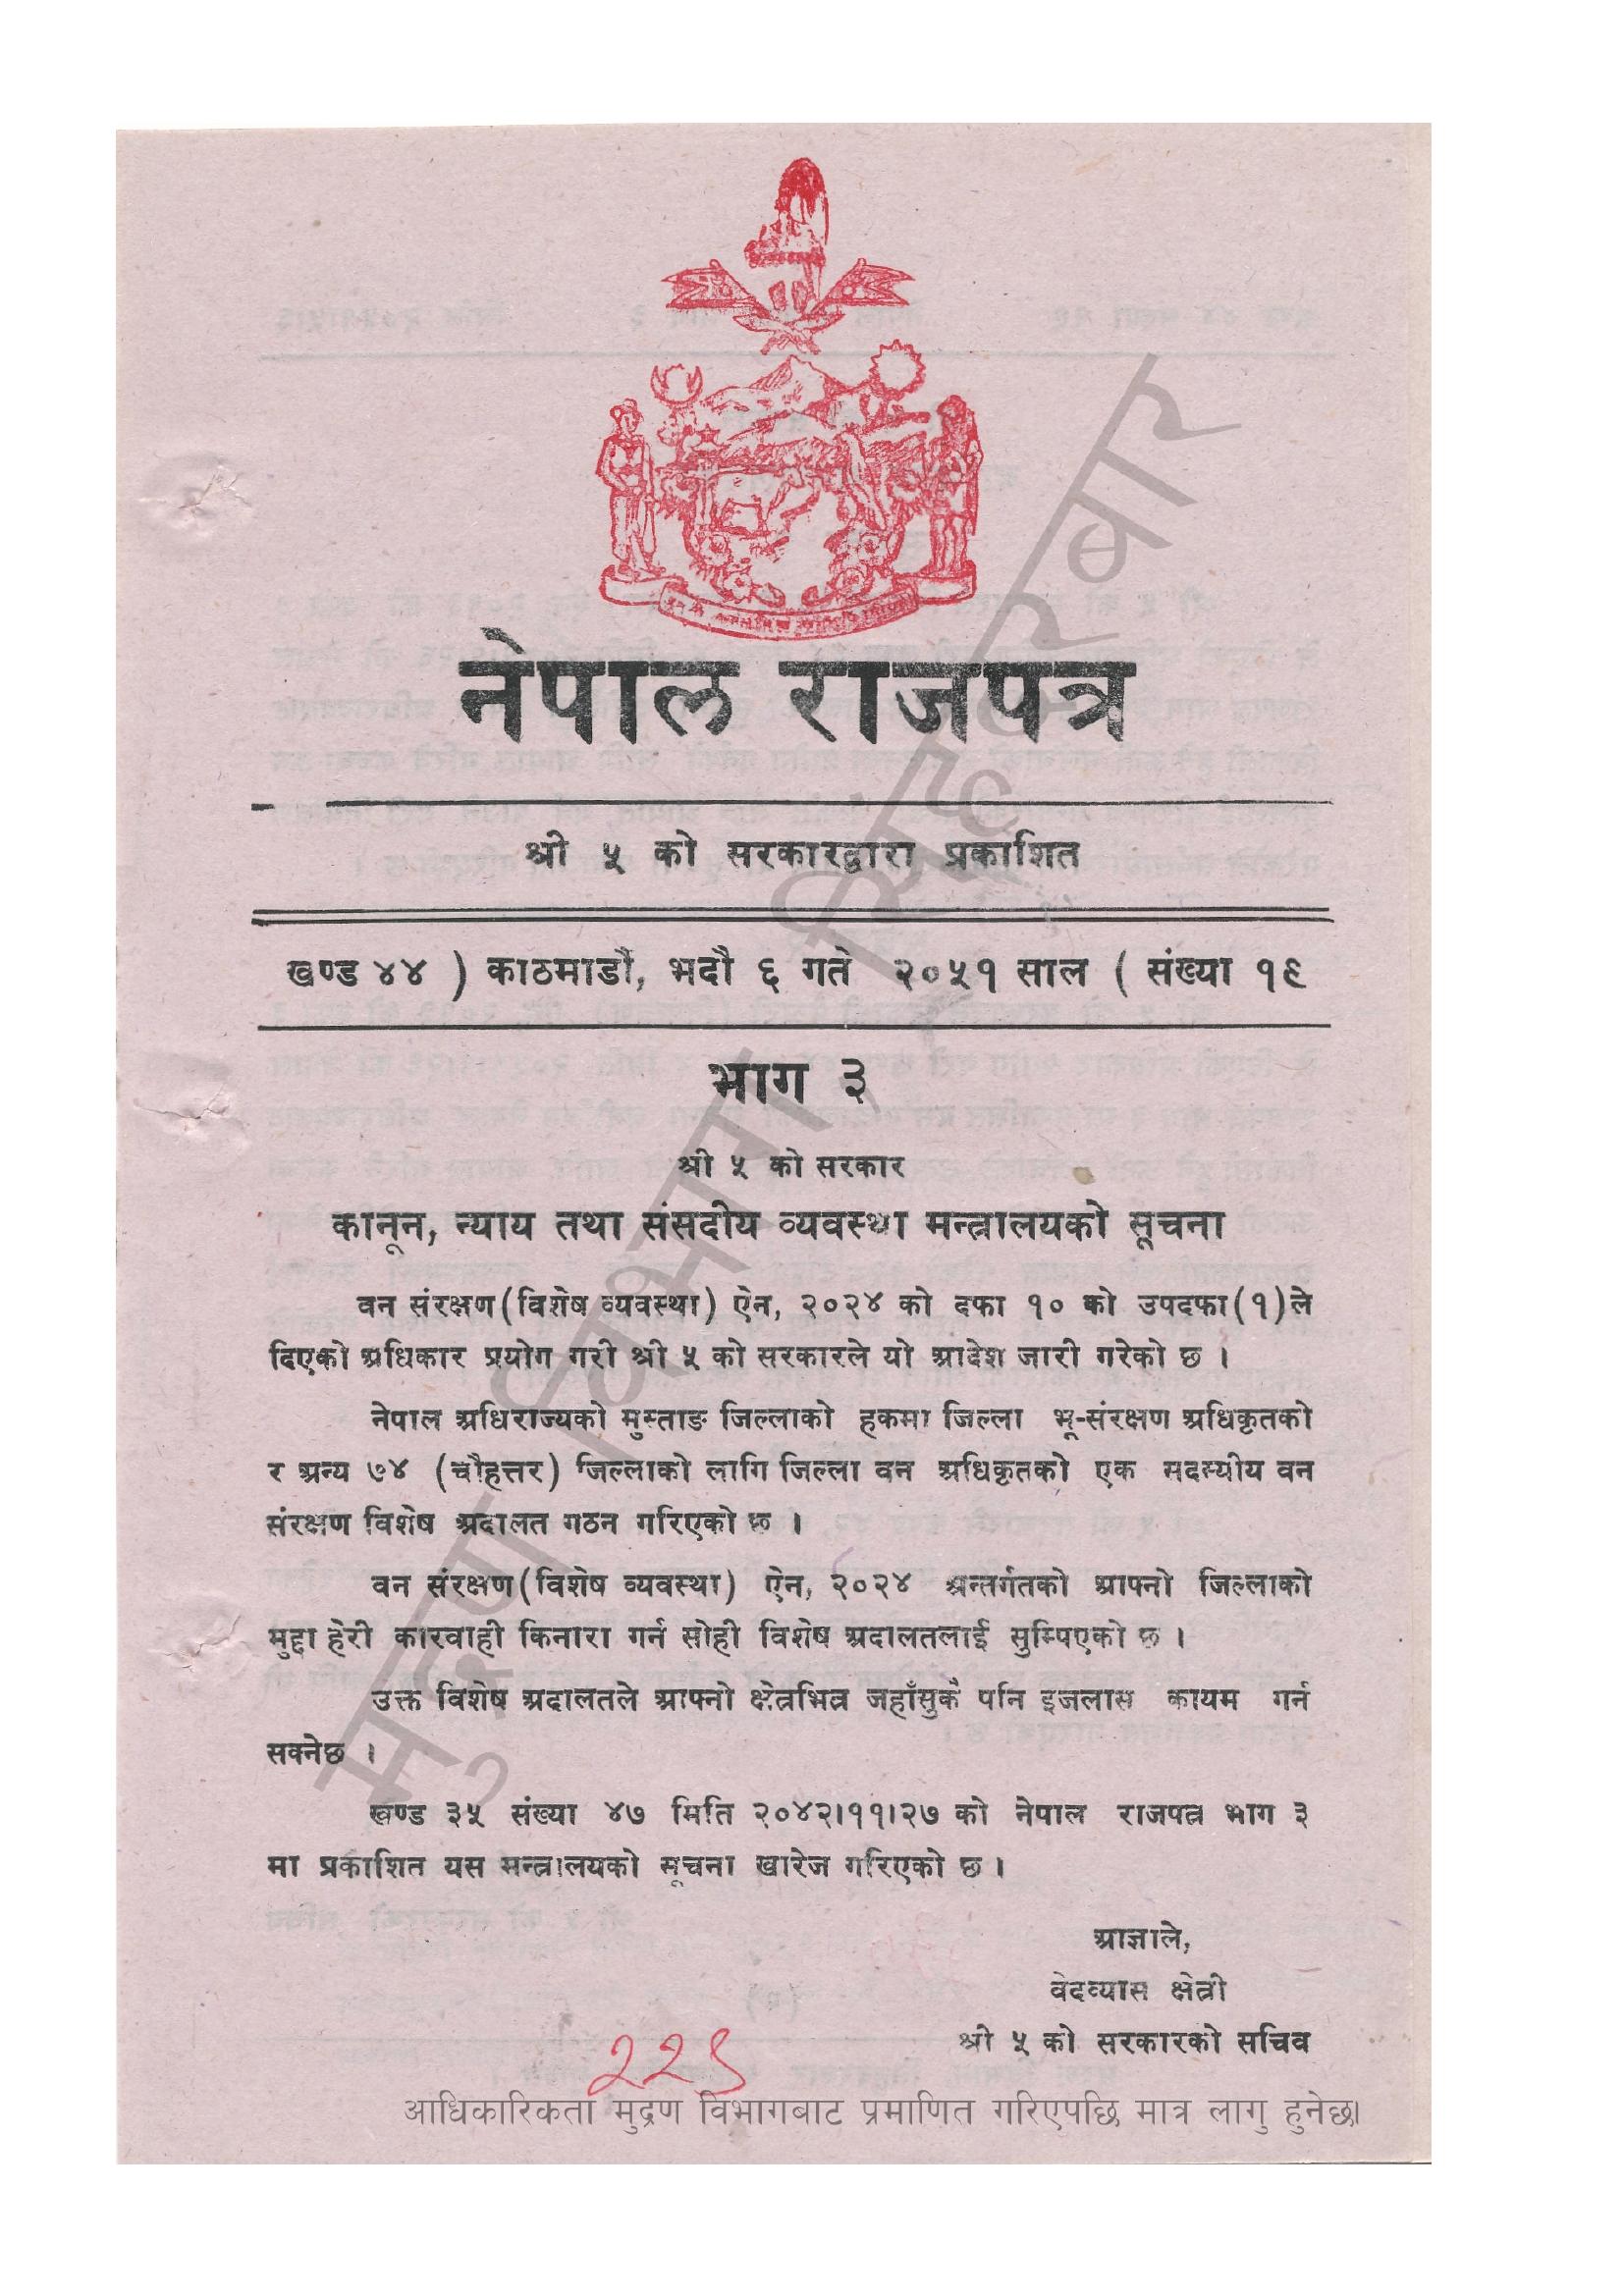 नेपाल राजपत्र
श्री ५ को सरकारद्वारा प्रकाशित
खण्ड ४४ ) काठमाडौं, भदौ ६ गते २०५१ साल ( संख्या १९
भाग ३
श्री ५ को सरकार
कानून, न्याय तथा संसदीय व्यवस्था मन्त्रालयको सूचना
वन संरक्षण (विशेष व्यवस्था) ऐन, २०२४ को दफा १० को उपदफा (१) ले
दिएको अधिकार प्रयोग गरी श्री ५ को सरकारले यो आदेश जारी गरेको छ ।
नेपाल अधिराज्यको मुस्ताङ जिल्लाको हकमा जिल्ला भू-संरक्षण अधिकृतको
र अन्य ७४ (चौहत्तर) जिल्लाको लागि जिल्ला वन अधिकृतको एक सदस्यीय वन
संरक्षण विशेष अदालत गठन गरिएको छ ।
वन संरक्षण (विशेष व्यवस्था) ऐन, २०२४ अन्तर्गतको आफ्नो जिल्लाको
मुद्दा हेरी कारवाही किनारा गर्न सोही विशेष अदालतलाई सुम्पिएको छ ।
उक्त विशेष अदालतले आफ्नो क्षेत्रभित्र जहाँसुकै पनि इजलास कायम गर्न
सक्नेछ ।
खण्ड ३५ संख्या ४७ मिति २०४२।११।२७ को नेपाल राजपत्र भाग ३
मा प्रकाशित यस मन्त्रालयको सूचना खारेज गरिएको छ ।
आज्ञाले,
वेदव्यास क्षेत्री
श्री ५ को सरकारको सचिव
२२९
आधिकारिकता मुद्रण विभागबाट प्रमाणित गरिएपछि मात्र लागु हुनेछ।
मुद्रण विभाग, सिंहदरबार